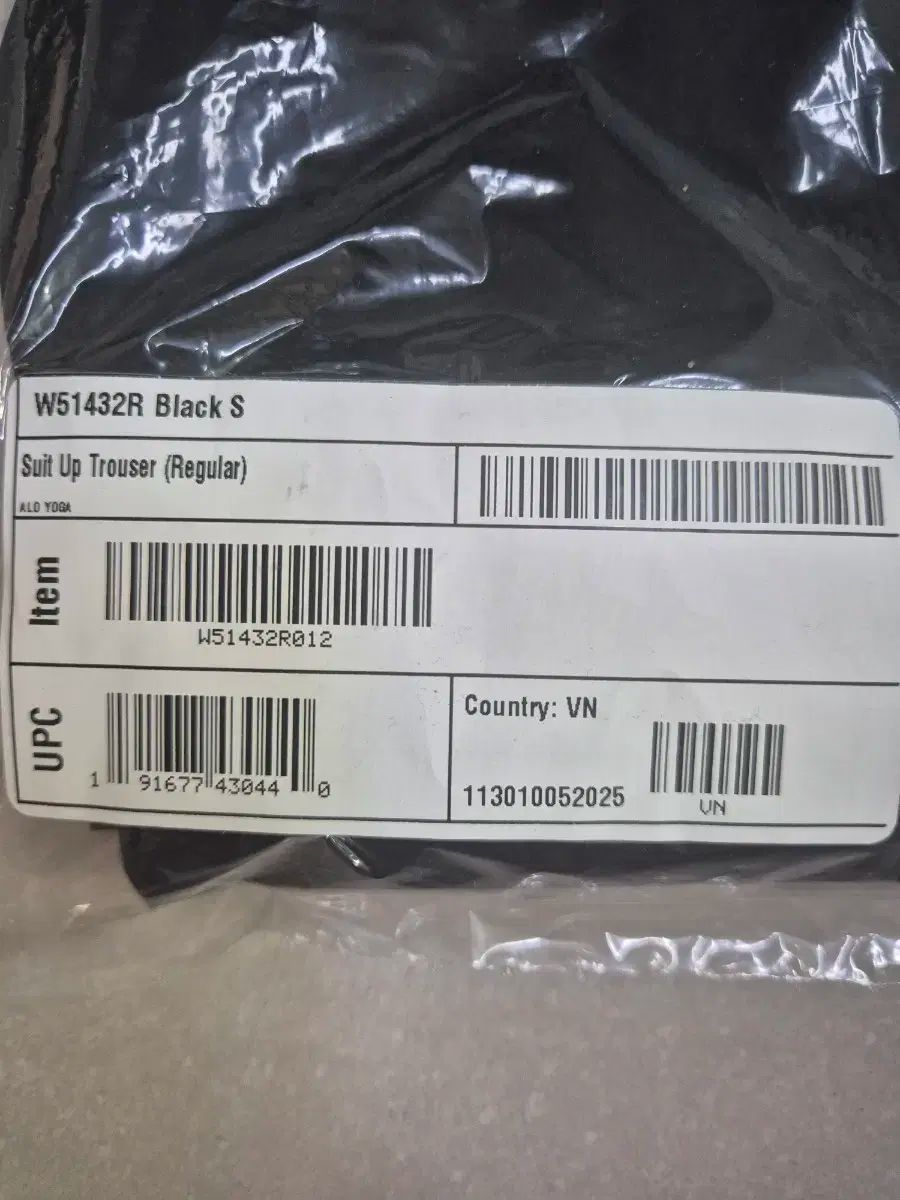 W51432R Black S
Suit Up Trouser (Regular)
ALO YOGA
Item
W51432R012
UPC
1 91677 43044 0
Country: VN
113010052025
VN